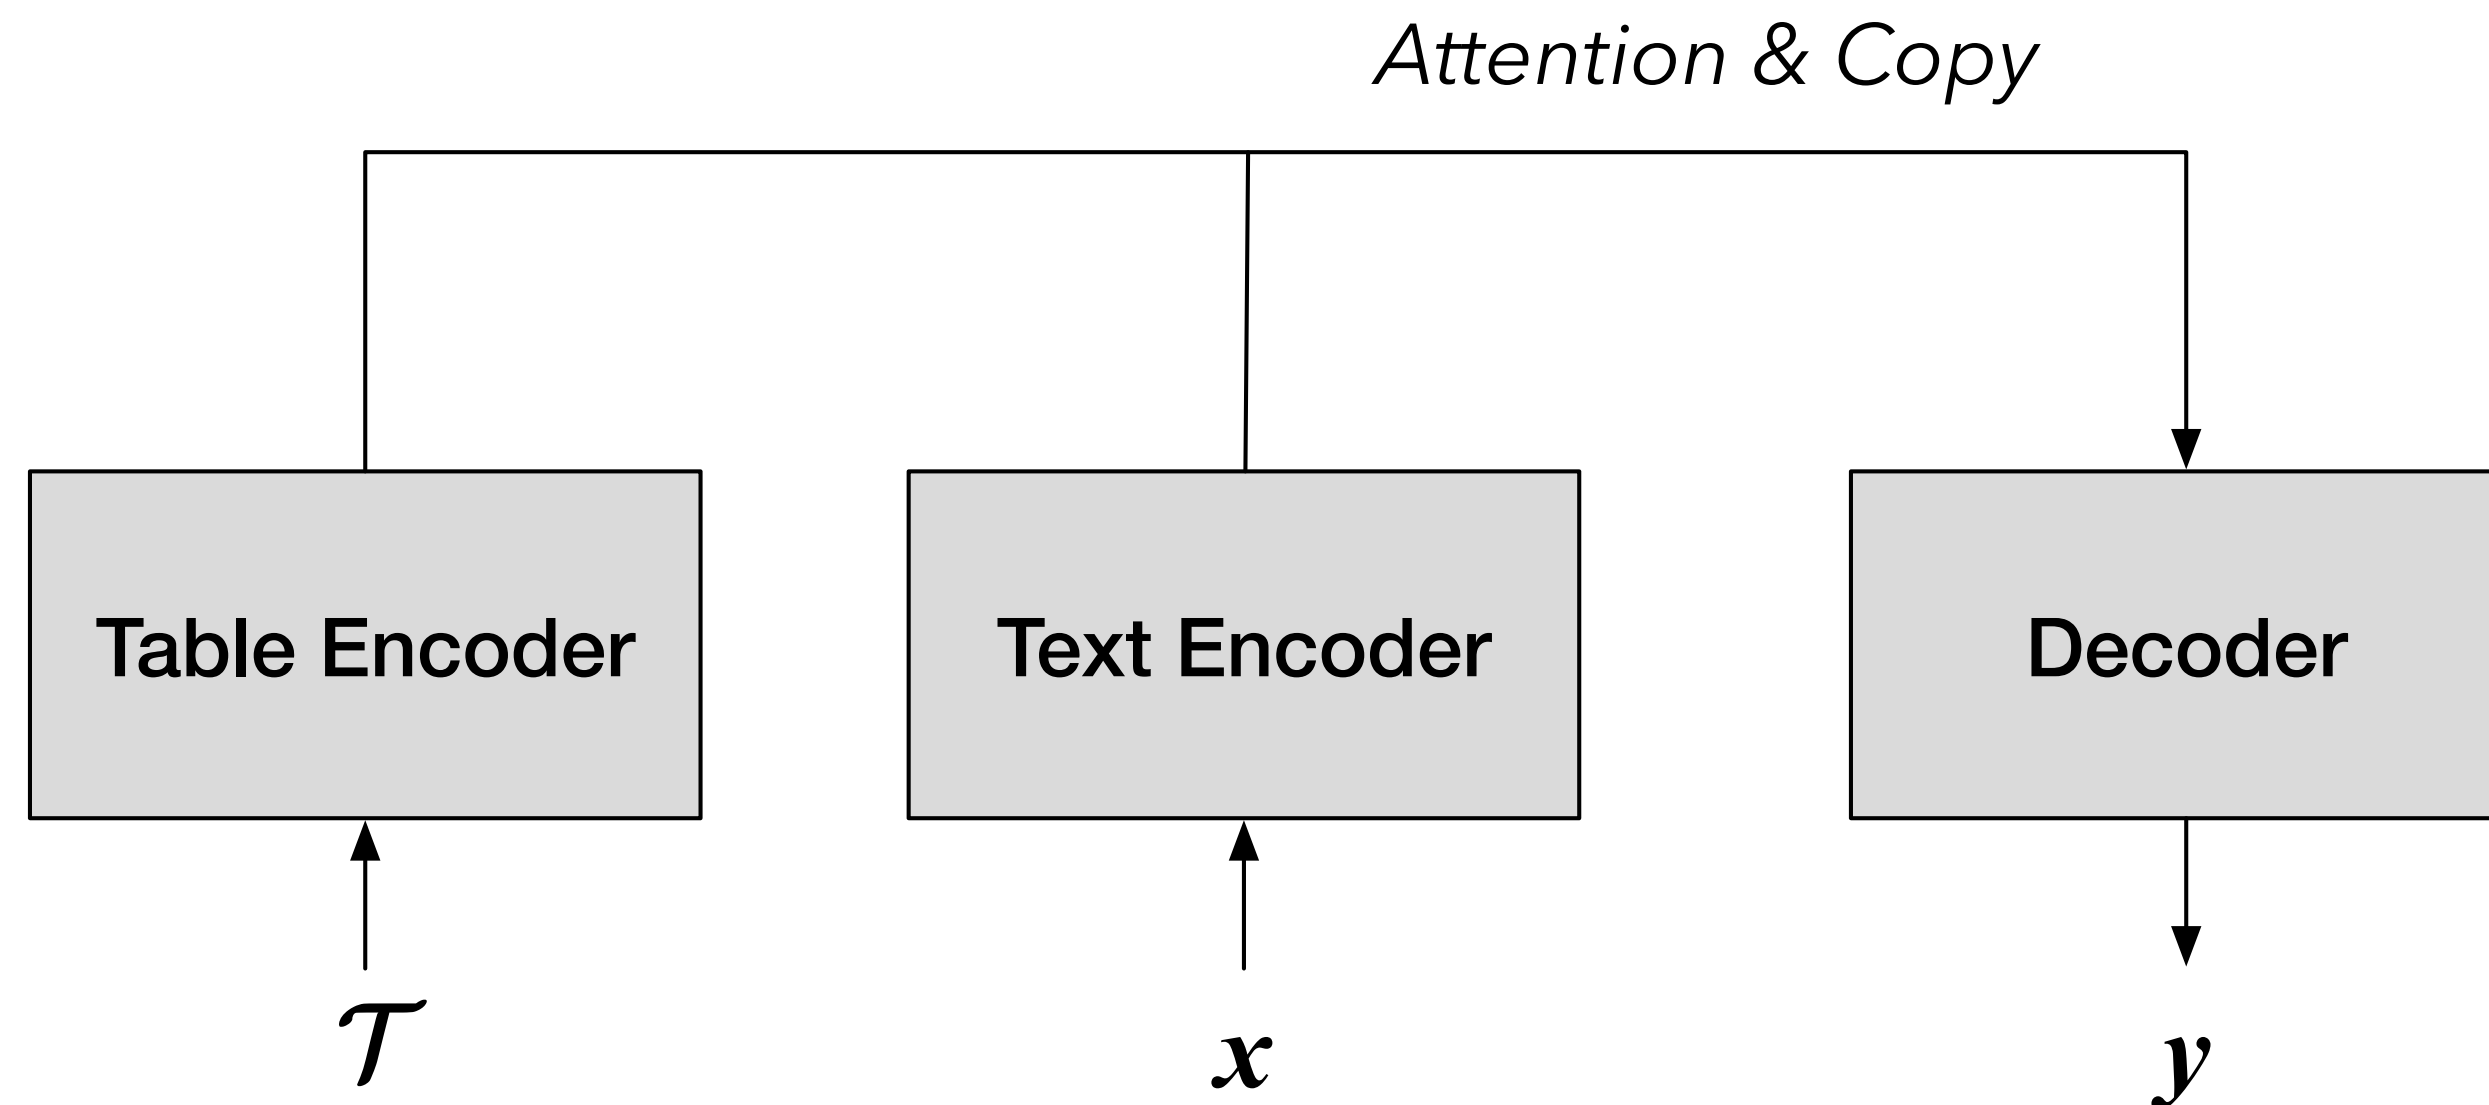 Attention & Copy
Table Encoder
Text Encoder
Decoder
𝒯
x
y